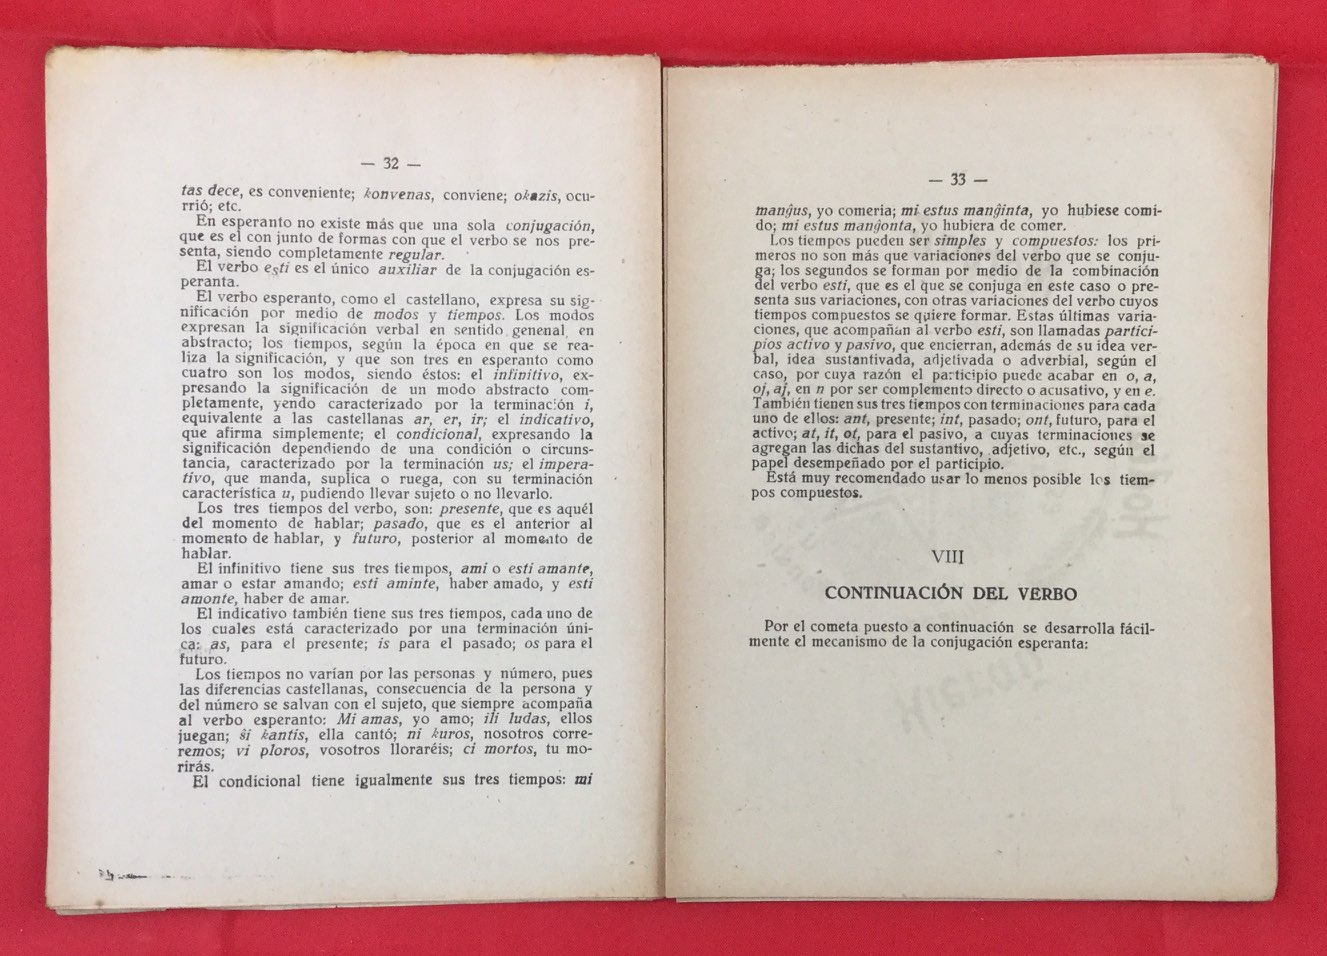 — 32 —
tas dece, es conveniente; konvenas, conviene; okazis, ocu-
rrió; etc.
En esperanto no existe más que una sola conjugación,
que es el con junto de formas con que el verbo se nos pre-
senta, siendo completamente regular.
El verbo esti es el único auxiliar de la conjugación es-
peranta.
El verbo esperanto, como el castellano, expresa su sig-
nificación por medio de modos y tiempos. Los modos
expresan la significación verbal en sentido genenal, en
abstracto; los tiempos, según la época en que se rea-
liza la significación, y que son tres en esperanto como
cuatro son los modos, siendo éstos: el infinitivo, ex-
presando la significación de un modo abstracto com-
pletamente, yendo caracterizado por la terminación i,
equivalente a las castellanas ar, er, ir; el indicativo,
que afirma simplemente; el condicional, expresando la
significación dependiendo de una condición o circuns-
tancia, caracterizado por la terminación us; el impera-
tivo, que manda, suplica o ruega, con su terminación
característica u, pudiendo llevar sujeto o no llevarlo.
Los tres tiempos del verbo, son: presente, que es aquél
del momento de hablar; pasado, que es el anterior al
momento de hablar, y futuro, posterior al momento de
hablar.
El infinitivo tiene sus tres tiempos, ami o esti amante,
amar o estar amando; esti aminte, haber amado, y esti
amonte, haber de amar.
El indicativo también tiene sus tres tiempos, cada uno de
los cuales está caracterizado por una terminación úni-
ca: as, para el presente; is para el pasado; os para el
futuro.
Los tiempos no varían por las personas y número, pues
las diferencias castellanas, consecuencia de la persona y
del número se salvan con el sujeto, que siempre acompaña
al verbo esperanto: Mi amas, yo amo; ili ludas, ellos
juegan; ŝi kantis, ella cantó; ni kuros, nosotros corre-
remos; vi ploros, vosotros lloraréis; ci mortos, tu mo-
rirás.
El condicional tiene igualmente sus tres tiempos: mi
— 33 —
manĝus, yo comería; mi estus manĝinta, yo hubiese comi-
do; mi estus manĝonta, yo hubiera de comer.
Los tiempos pueden ser simples y compuestos: los pri-
meros no son más que variaciones del verbo que se conju-
ga; los segundos se forman por medio de la combinación
del verbo esti, que es el que se conjuga en este caso o pre-
senta sus variaciones, con otras variaciones del verbo cuyos
tiempos compuestos se quiere formar. Estas últimas varia-
ciones, que acompañan al verbo esti, son llamadas partici-
pios activo y pasivo, que encierran, además de su idea ver-
bal, idea sustantivada, adjetivada o adverbial, según el
caso, por cuya razón el participio puede acabar en o, a,
oj, aj, en n por ser complemento directo o acusativo, y en e.
También tienen sus tres tiempos con terminaciones para cada
uno de ellos: ant, presente; int, pasado; ont, futuro, para el
activo; at, it, ot, para el pasivo, a cuyas terminaciones se
agregan las dichas del sustantivo, adjetivo, etc., según el
papel desempeñado por el participio.
Está muy recomendado usar lo menos posible los tiem-
pos compuestos.
VIII
CONTINUACIÓN DEL VERBO
Por el cometa puesto a continuación se desarrolla fácil-
mente el mecanismo de la conjugación esperanta: